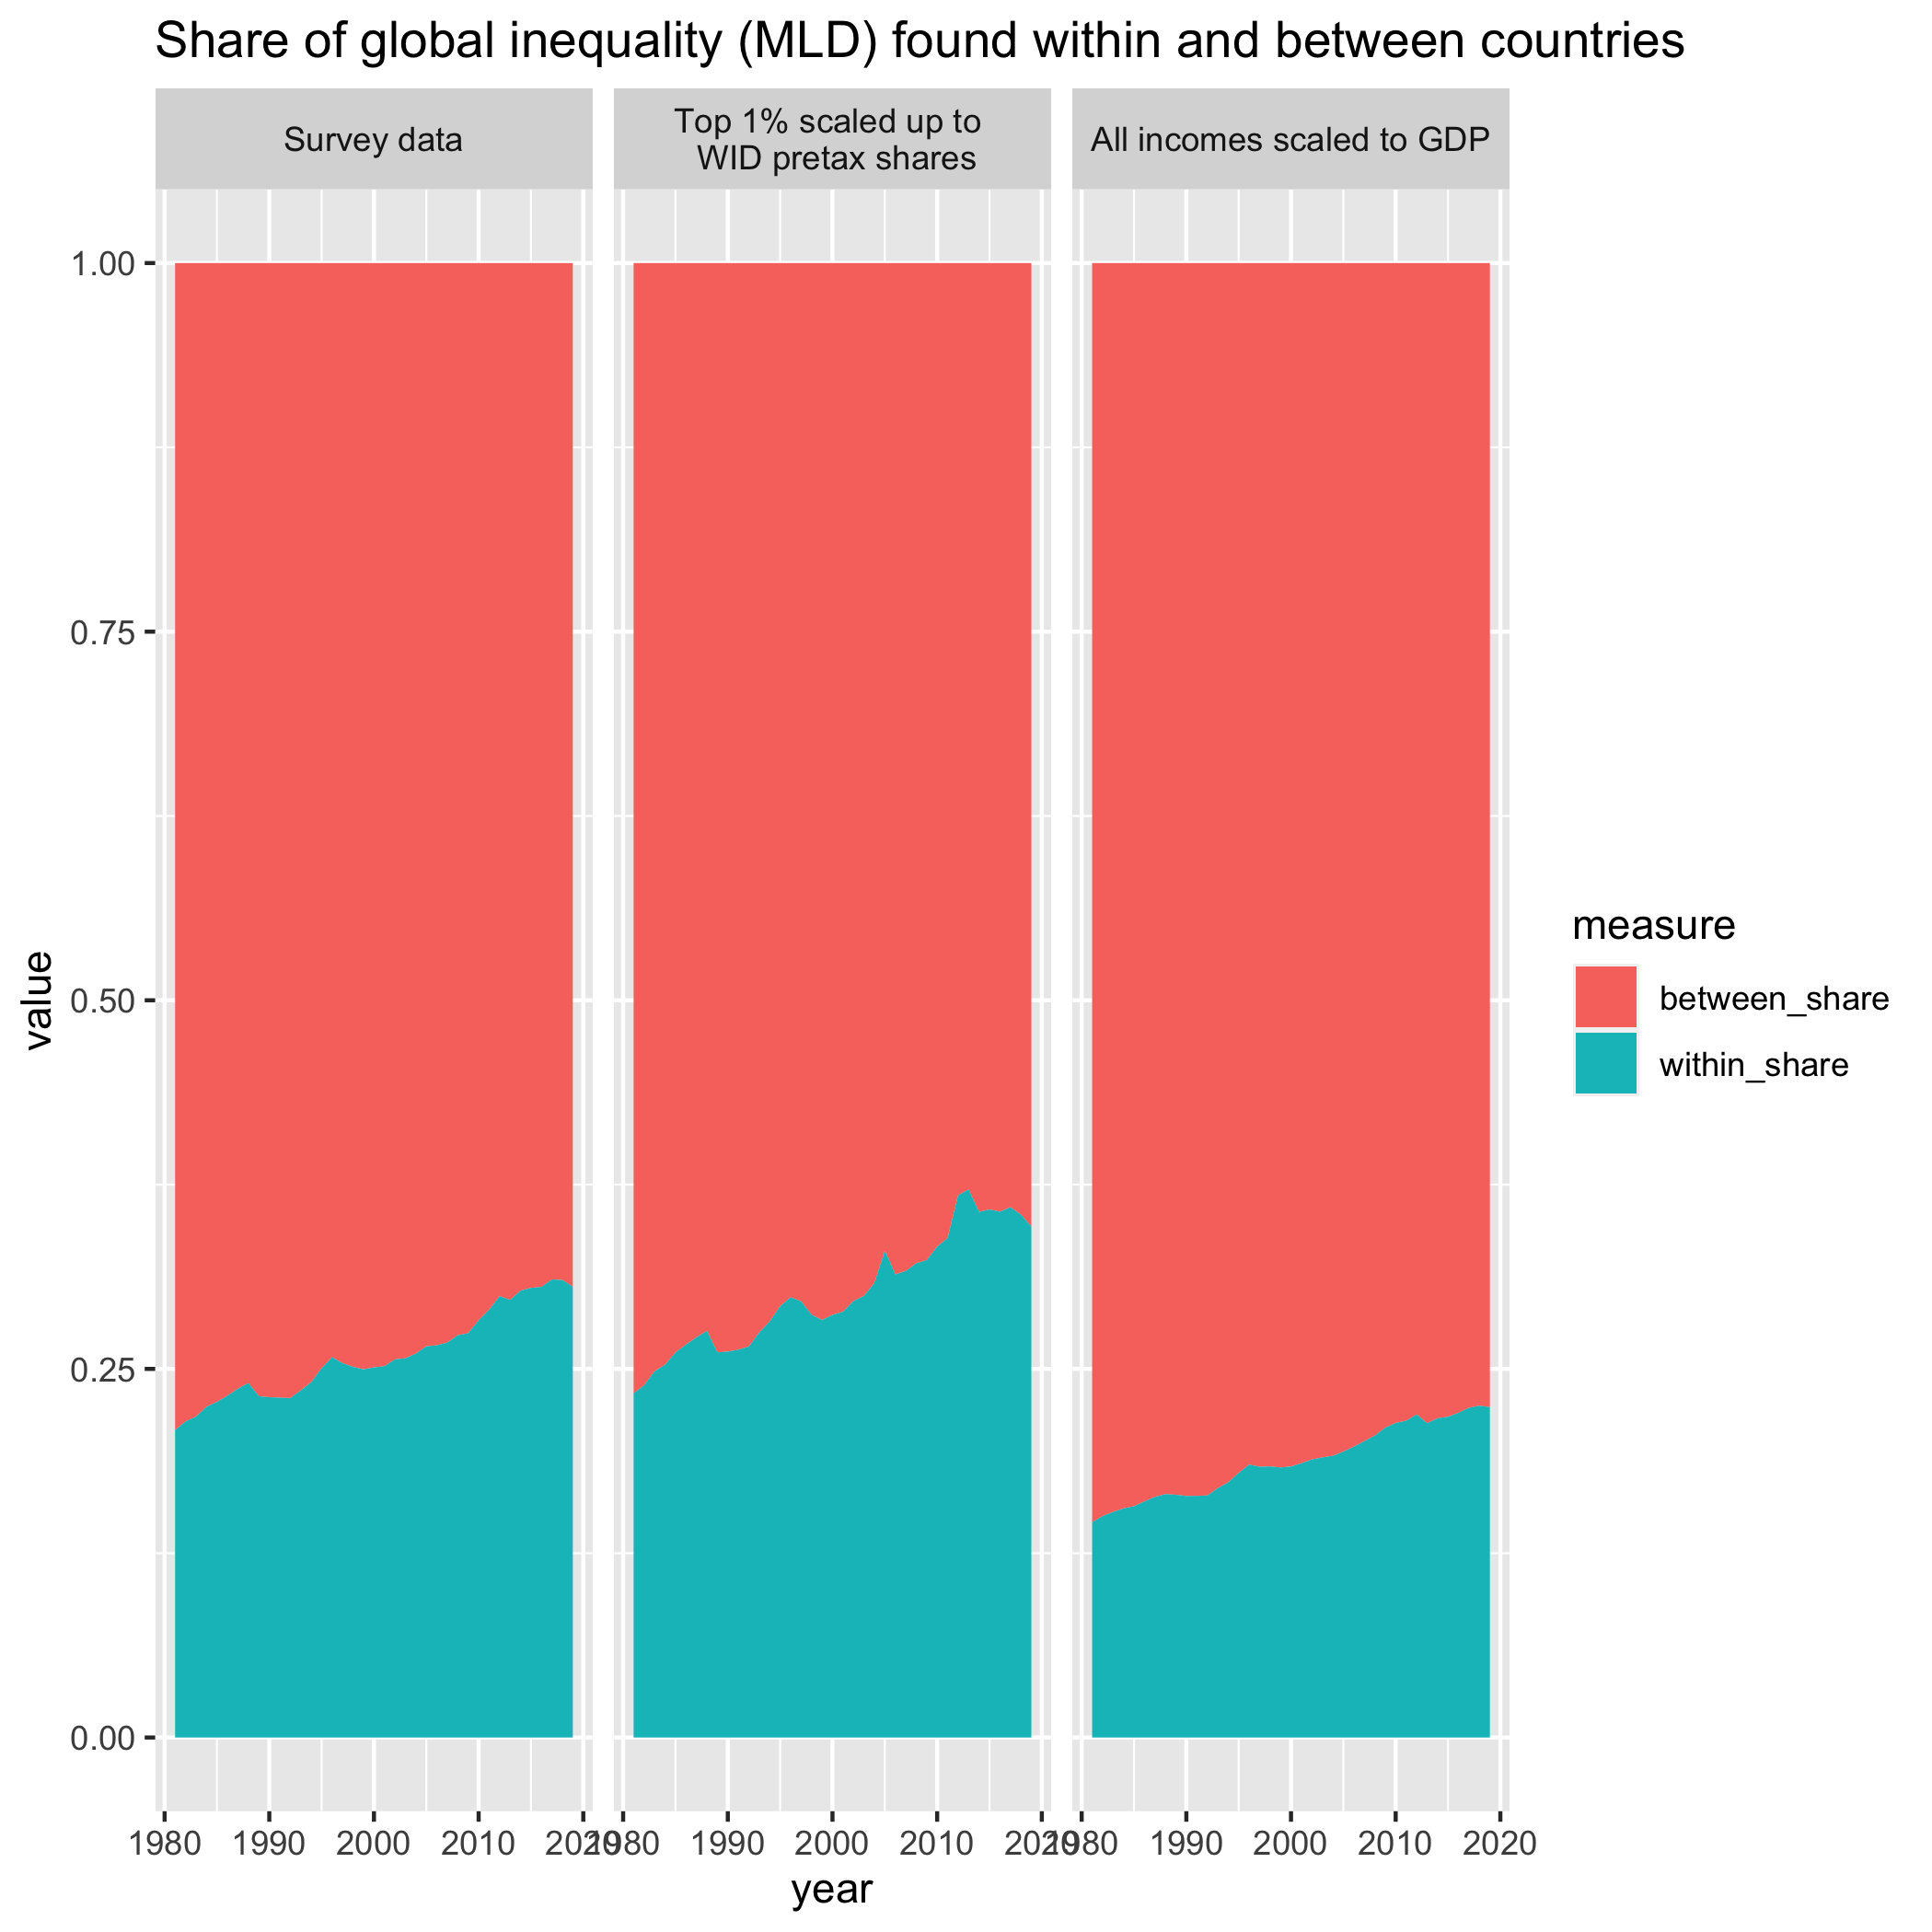 Share of global inequality (MLD) found within and between countries
Survey data
Top 1% scaled up to
WID pretax shares
All incomes scaled to GDP
1.00
0.75
0.50
0.25
0.00
value
1980 1990 2000 2010 2020
1980 1990 2000 2010 2020
1980 1990 2000 2010 2020
year
measure
between_share
within_share